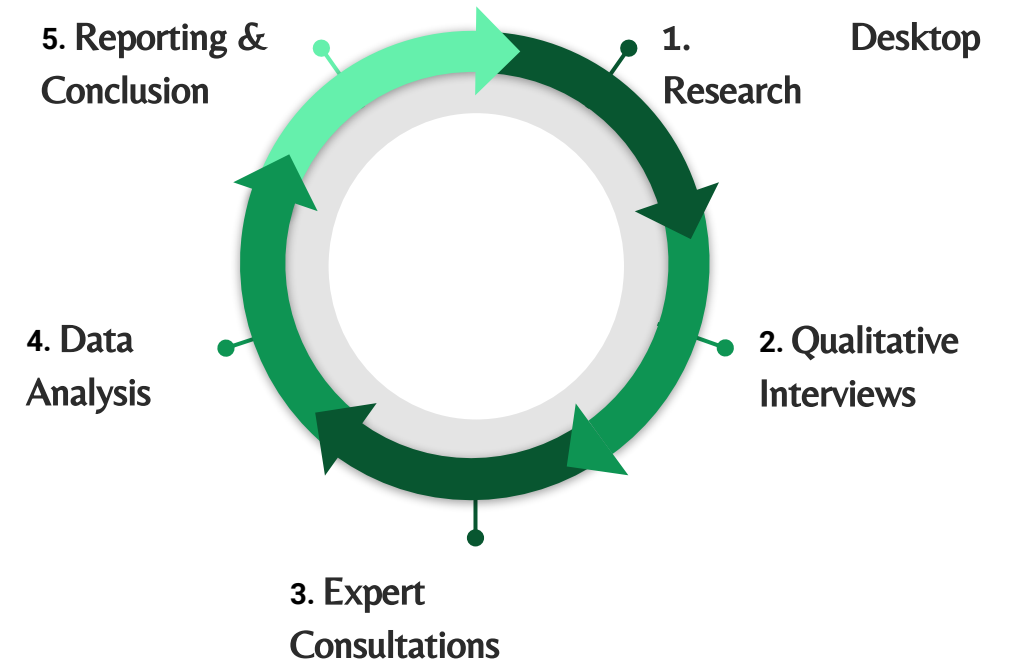 5. Reporting &
Conclusion
1. Desktop
Research
4. Data
Analysis
2. Qualitative
Interviews
3. Expert
Consultations